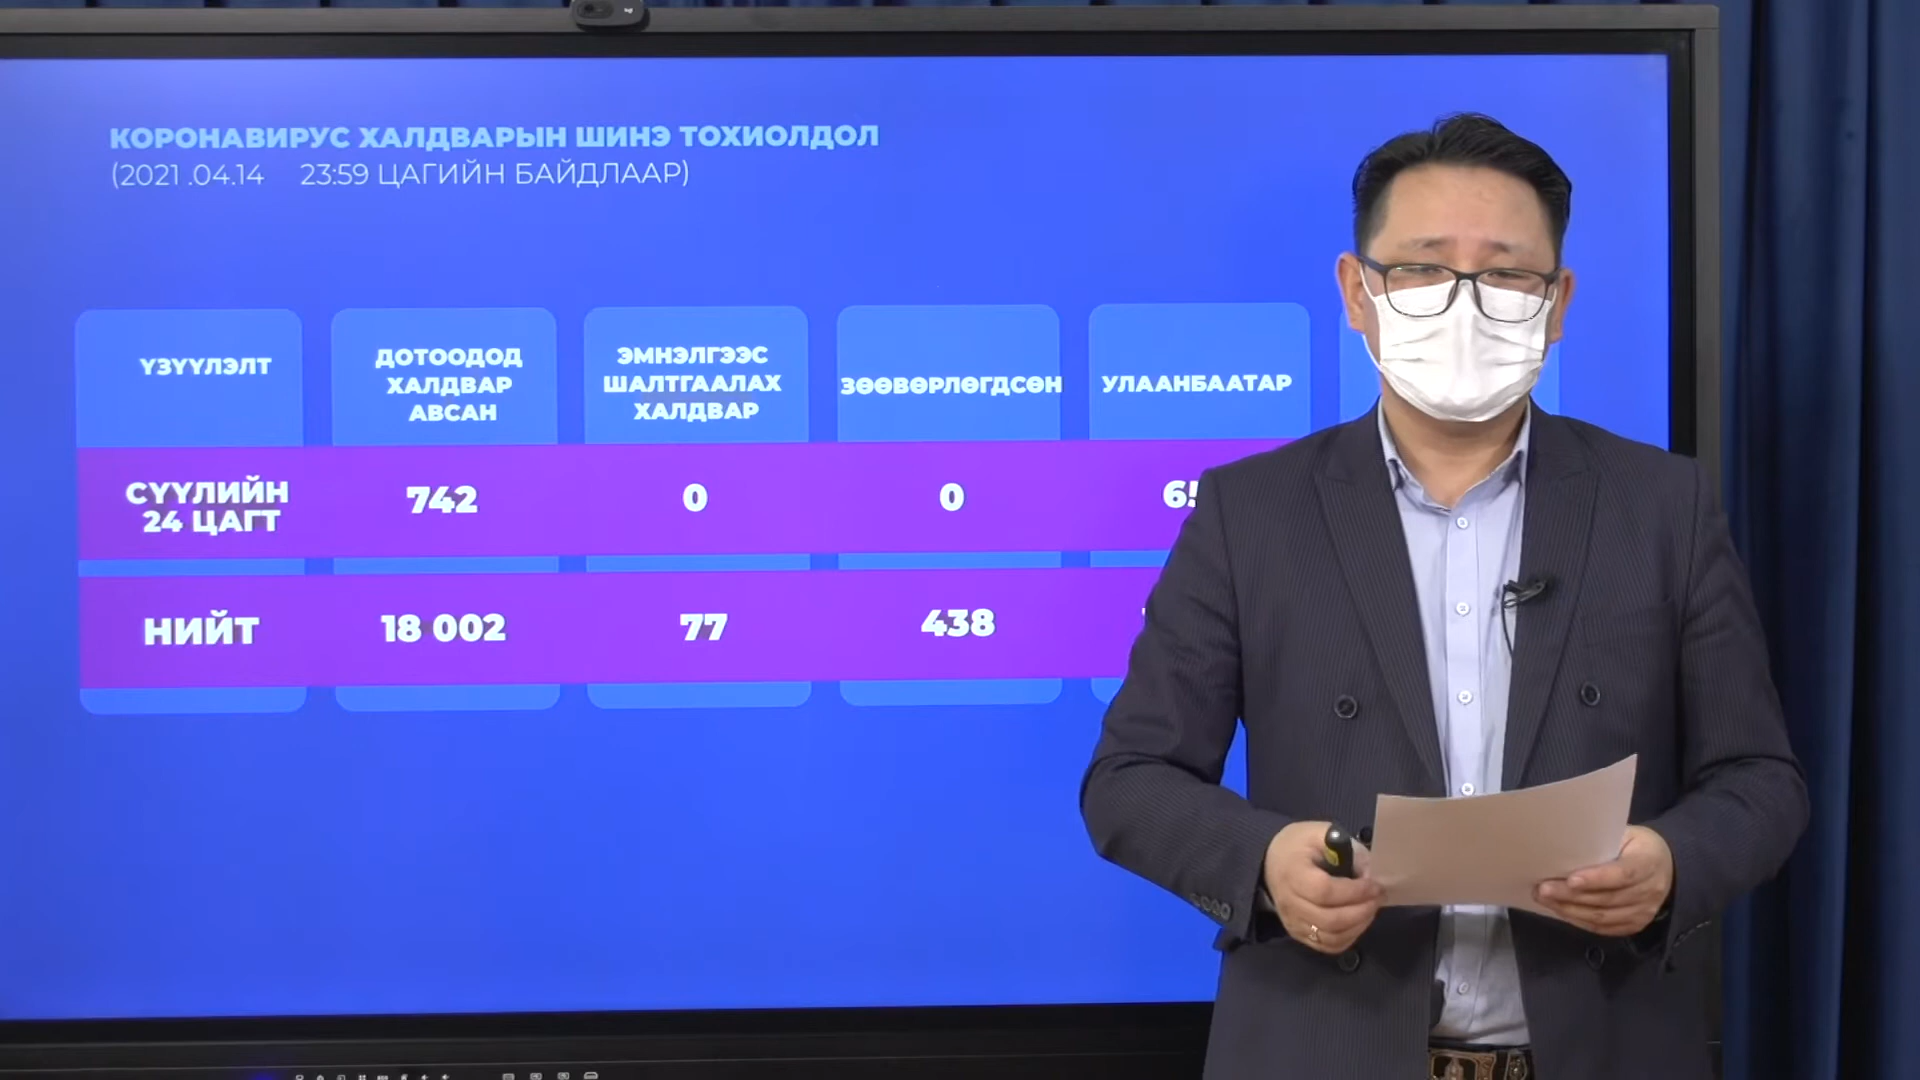 КОРОНАВИРУС ХАЛДВАРЫН ШИНЭ ТОХИОЛДОЛ
(2021 .04.14 23:59 ЦАГИЙН БАЙДЛААР)
ҮЗҮҮЛЭЛТ
ДОТООДОД
ХАЛДВАР
АВСАН
ЭМНЭЛГЭЭС
ШАЛТГААЛАХ
ХАЛДВАР
ЗӨӨВӨРЛӨГДСӨН
УЛААНБААТАР
СҮҮЛИЙН
24 ЦАГТ
742
0
0
НИЙТ
18 002
77
438